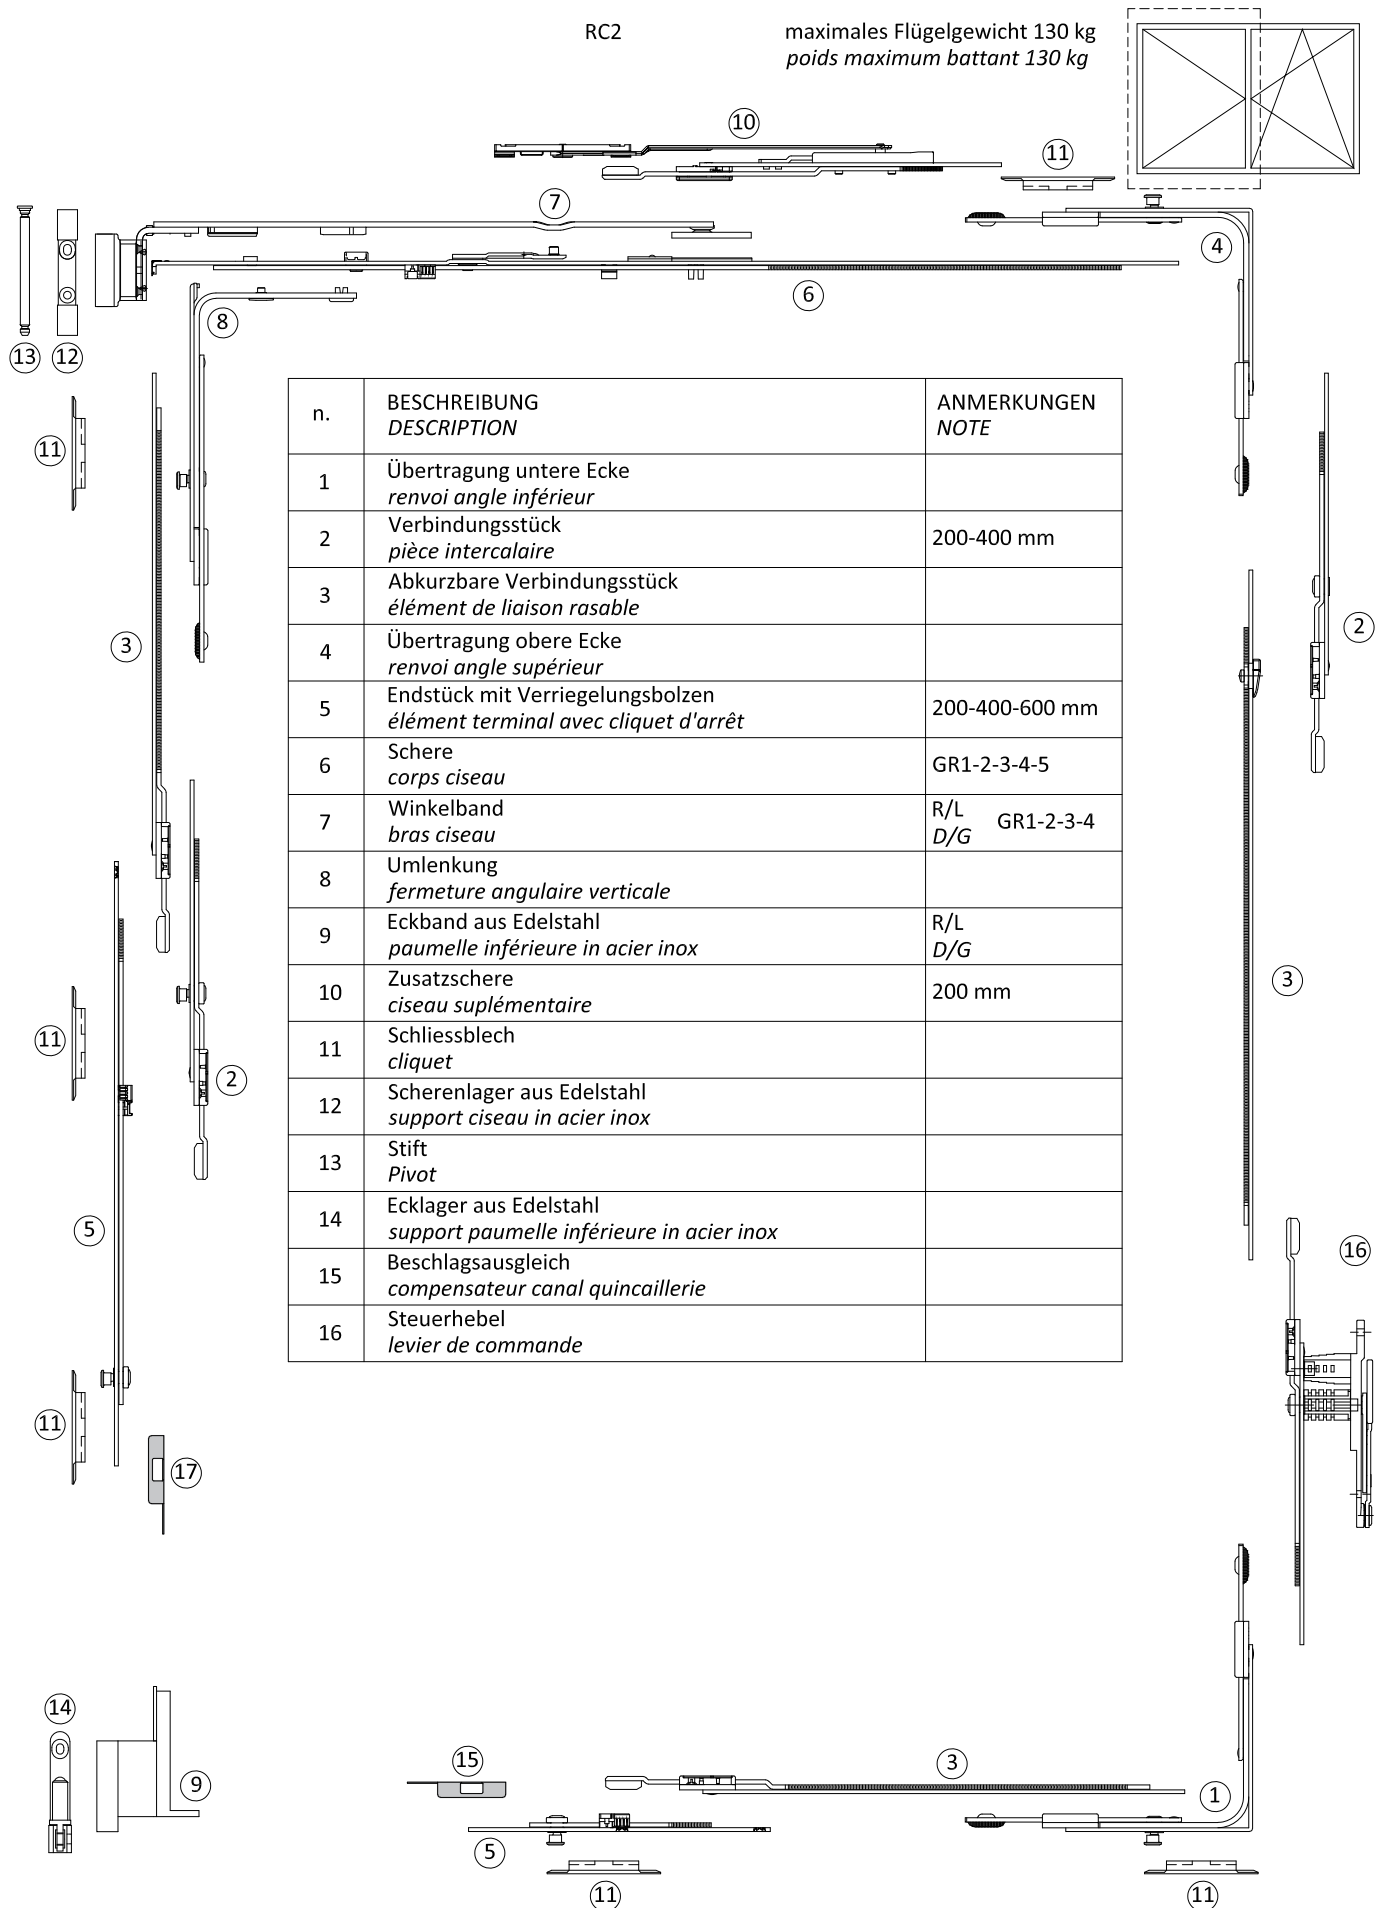 RC2
maximales Flügelgewicht 130 kg
poids maximum battant 130 kg
10
11
7
4
6
8
13
12
11
3
2
n. BESCHREIBUNG ANMERKUNGEN
DESCRIPTION NOTE
1 Übertragung untere Ecke
renvoi angle inférieur
2 Verbindungsstück 200-400 mm
pièce intercalaire
3 Abkurzbare Verbindungsstück
élément de liaison rasable
4 Übertragung obere Ecke
renvoi angle supérieur
5 Endstück mit Verriegelungsbolzen 200-400-600 mm
élément terminal avec cliquet d'arrêt
6 Schere GR1-2-3-4-5
corps ciseau
7 Winkelband R/L GR1-2-3-4
bras ciseau D/G
8 Umlenkung
fermeture angulaire verticale
9 Eckband aus Edelstahl R/L
paumelle inférieure in acier inox D/G
10 Zusatzschere 200 mm
ciseau suplémentaire
11 Schliessblech
cliquet
12 Scherenlager aus Edelstahl
support ciseau in acier inox
13 Stift
Pivot
14 Ecklager aus Edelstahl
support paumelle inférieure in acier inox
15 Beschlagsausgleich
compensateur canal quincaillerie
16 Steuerhebel
levier de commande
3
11
2
5
16
11
17
14
9
15
3
1
5
11
11